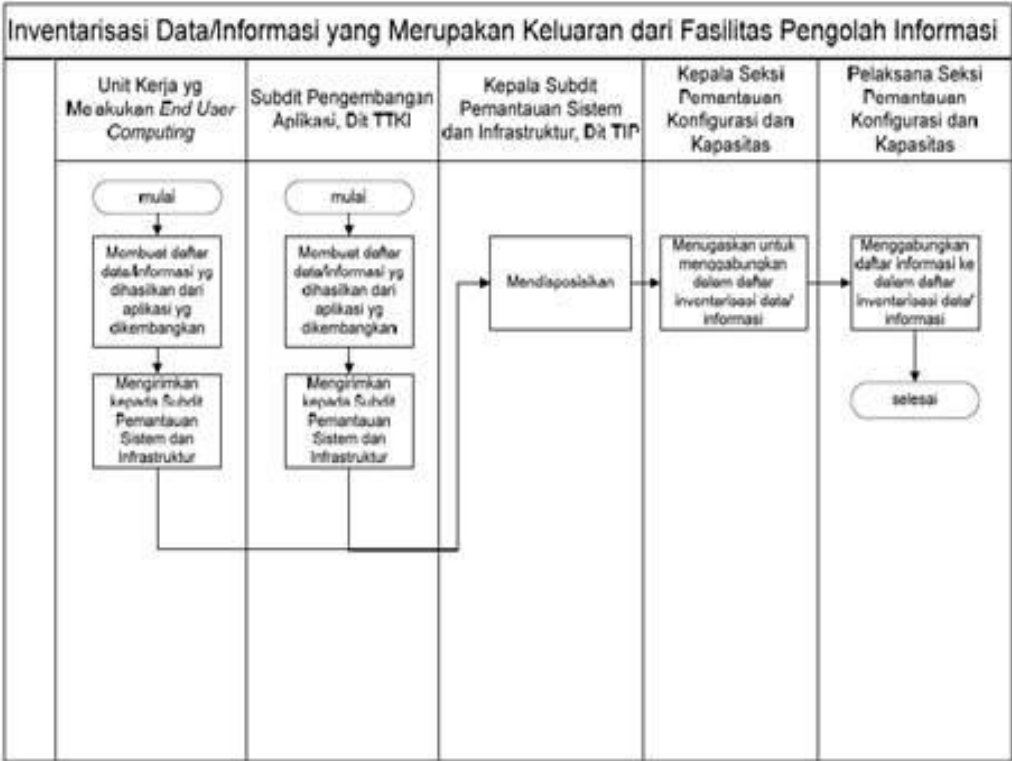 Inventarisasi Data/Informasi yang Merupakan Keluaran dari Fasilitas Pengolah Informasi
Unit Kerja yg
Melakukan End User
Computing
Subdit Pengembangan
Aplikasi, Dit TTKI
Kepala Subdit
Pemantauan Sistem
dan Infrastruktur, Dit TIP
Kepala Seksi
Pemantauan
Konfigurasi dan
Kapasitas
Pelaksana Seksi
Pemantauan
Konfigurasi dan
Kapasitas
mulai
Membuat daftar
data/informasi yg
dihasilkan dari
aplikasi yg
dikembangkan
Mengirimkan
kepada Subdit
Pemantauan
Sistem dan
Infrastruktur
mulai
Membuat daftar
data/informasi yg
dihasilkan dari
aplikasi yg
dikembangkan
Mengirimkan
kepada Subdit
Pemantauan
Sistem dan
Infrastruktur
Mendisposisikan
Menugaskan untuk
menggabungkan
dalam daftar
inventarisasi data/
informasi
Menggabungkan
daftar informasi ke
dalam daftar
inventarisasi data/
informasi
selesai